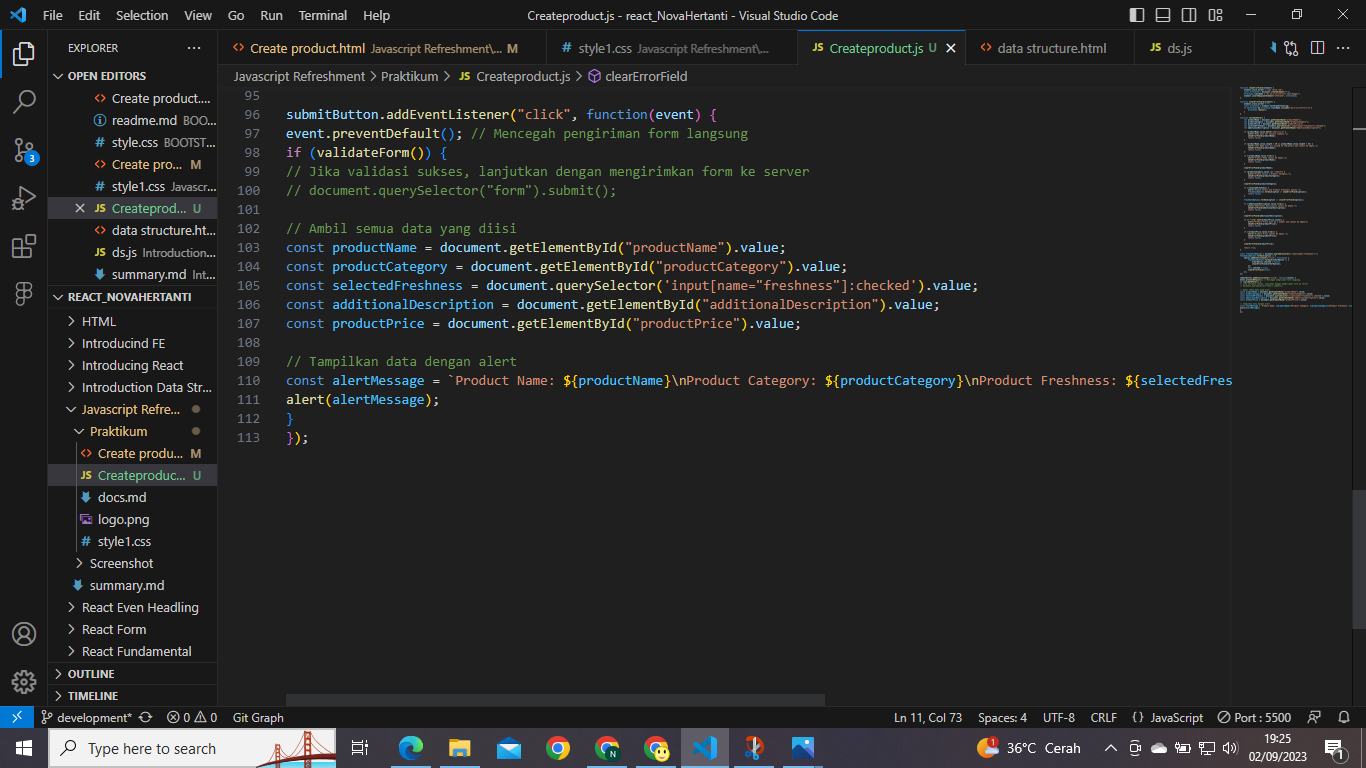 File Edit Selection View Go Run Terminal Help
Createproduct.js - react_NovaHertanti - Visual Studio Code
EXPLORER
OPEN EDITORS
Create product....
readme.md BOO...
style.css BOOTST...
Create pro... M
style1.css Javascr...
JS Createprod... U
data structure.ht...
JS ds.js Introduction...
summary.md Int...
REACT_NOVAHERTANTI
HTML
Introducind FE
Introducing React
Introduction Data Str...
Javascript Refre...
Praktikum
Create produ... M
JS Createproduc... U
docs.md
logo.png
# style1.css
Screenshot
summary.md
React Even Headling
React Form
React Fundamental
OUTLINE
TIMELINE
Create product.html Javascript Refreshment\... M
# style1.css Javascript Refreshment\...
JS Createproduct.js U
data structure.html
JS ds.js
Javascript Refreshment > Praktikum > JS Createproduct.js > clearErrorField
95
96 submitButton.addEventListener("click", function(event) {
97 event.preventDefault(); // Mencegah pengiriman form langsung
98 if (validateForm()) {
99 // Jika validasi sukses, lanjutkan dengan mengirimkan form ke server
100 // document.querySelector("form").submit();
101
102 // Ambil semua data yang diisi
103 const productName = document.getElementById("productName").value;
104 const productCategory = document.getElementById("productCategory").value;
105 const selectedFreshness = document.querySelector('input[name="freshness"]:checked').value;
106 const additionalDescription = document.getElementById("additionalDescription").value;
107 const productPrice = document.getElementById("productPrice").value;
108
109 // Tampilkan data dengan alert
110 const alertMessage = `Product Name: ${productName}\nProduct Category: ${productCategory}\nProduct Freshness: ${selectedFres
111 alert(alertMessage);
112 }
113 });
3
development* 0 0 Git Graph
Ln 11, Col 73 Spaces: 4 UTF-8 CRLF {} JavaScript Port : 5500
Type here to search
1
N
36°C Cerah
19:25
02/09/2023
1